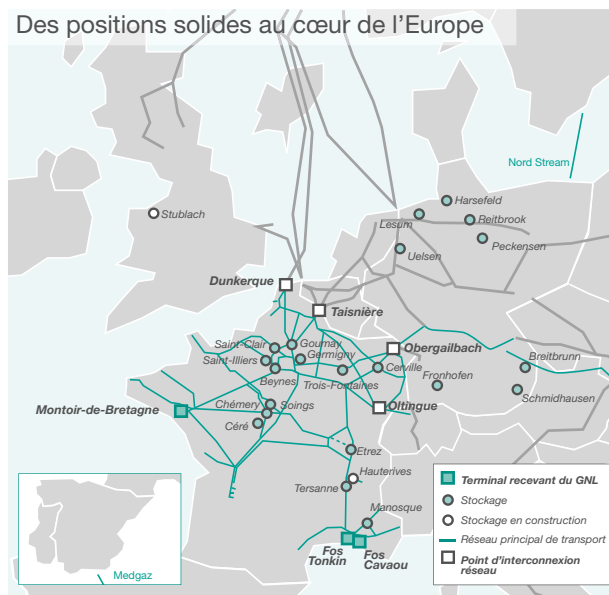 Des positions solides au cœur de l'Europe
Nord Stream
Harsefeld
Stublach
Lesum
Reitbrook
Peckensen
Uelsen
Dunkerque
Taisnière
Saint-Clair
Gournay
Germigny
Obergailbach
Saint-Illiers
Breitbrun
Cerville
Beynes
Trois-Fontaines
Fronhofen
Schmidhausen
Chémery
Soings
Oltingue
Montoir-de-Bretagne
Céré
Etrez
Hauterives
Tersanne
Manosque
Fos
Tonkin
Fos
Cavaou
Medgaz
Terminal recevant du GNL
Stockage
Stockage en construction
Réseau principal de transport
Point d'interconnexion
réseau